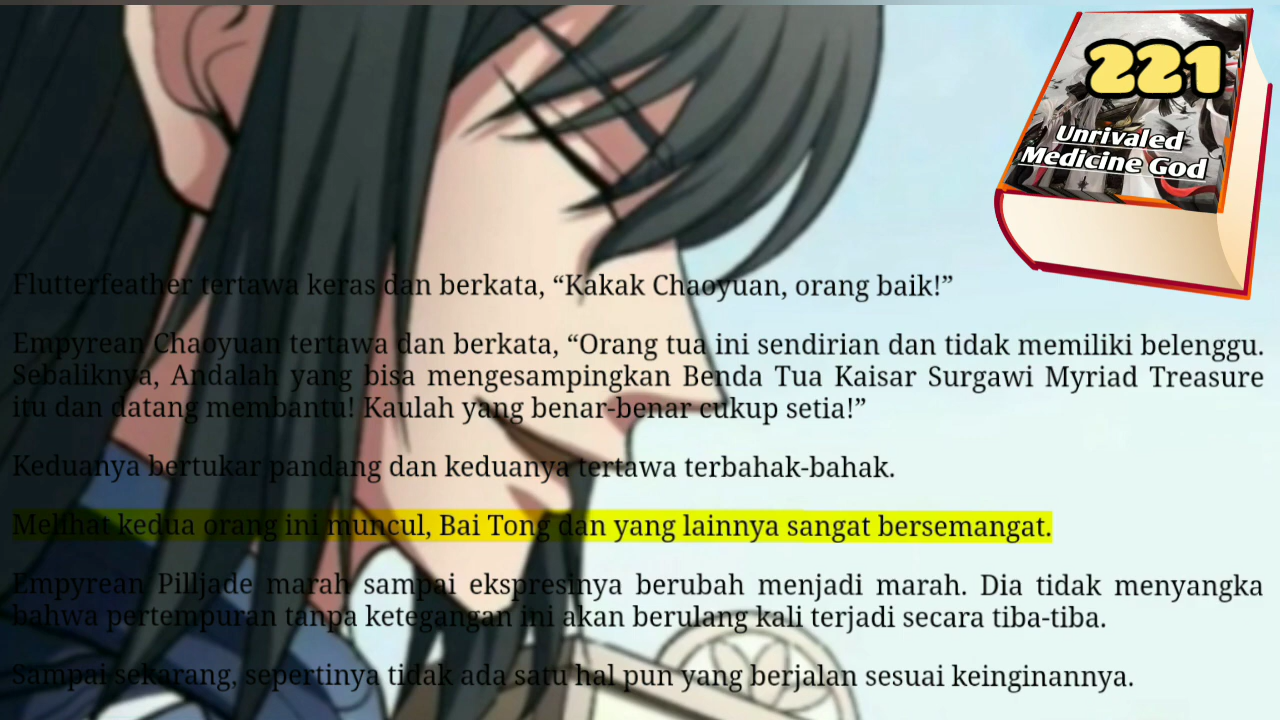 221
Unrivaled
Medicine God
Flutterfeather tertawa keras dan berkata, “Kakak Chaoyuan, orang baik!”
Empyrean Chaoyuan tertawa dan berkata, “Orang tua ini sendirian dan tidak memiliki belenggu.
Sebaliknya, Andalah yang bisa mengesampingkan Benda Tua Kaisar Surgawi Myriad Treasure
itu dan datang membantu! Kaulah yang benar-benar cukup setia!”
Keduanya bertukar pandang dan keduanya tertawa terbahak-bahak.
Melihat kedua orang ini muncul, Bai Tong dan yang lainnya sangat bersemangat.
Empyrean Pilljade marah sampai ekspresinya berubah menjadi marah. Dia tidak menyangka
bahwa pertempuran tanpa ketegangan ini akan berulang kali terjadi secara tiba-tiba.
Sampai sekarang, sepertinya tidak ada satu hal pun yang berjalan sesuai keinginannya.